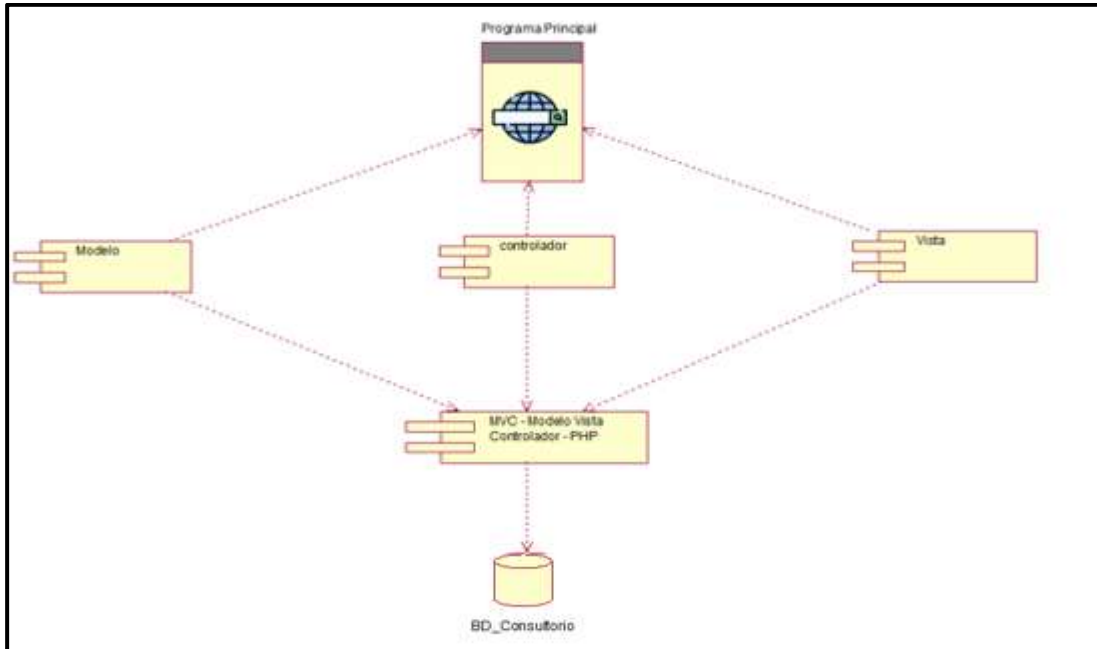 Programa Principal
Modelo
controlador
Vista
MVC - Modelo Vista
Controlador - PHP
BD_Consultorio